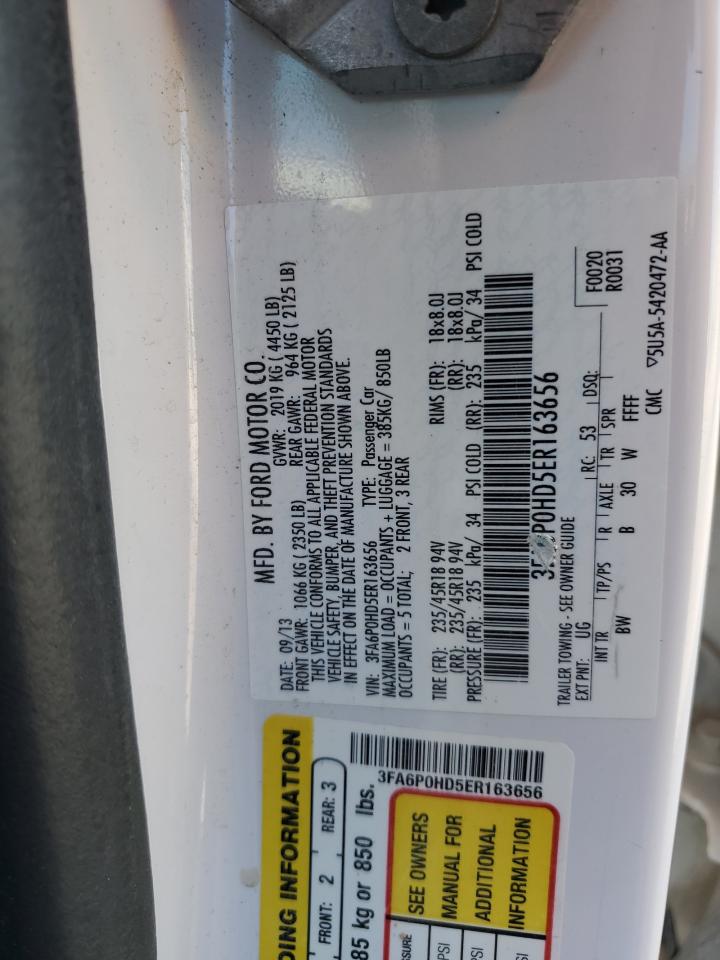 MFD. BY FORD MOTOR CO.
DATE: 09/13 GVWR: 2019 KG ( 4450 LB)
FRONT GAWR: 1066 KG ( 2350 LB) REAR GAWR: 964 KG ( 2125 LB)
THIS VEHICLE CONFORMS TO ALL APPLICABLE FEDERAL MOTOR
VEHICLE SAFETY, BUMPER, AND THEFT PREVENTION STANDARDS
IN EFFECT ON THE DATE OF MANUFACTURE SHOWN ABOVE.
VIN: 3FA6P0HD5ER163656 TYPE: Passenger Car
MAXIMUM LOAD = OCCUPANTS + LUGGAGE = 385KG/ 850LB
OCCUPANTS = 5 TOTAL; 2 FRONT, 3 REAR
TIRE (FR): 235/45R18 94V RIMS (FR): 18x8.0J
(RR): 235/45R18 94V (RR): 18x8.0J
PRESSURE (FR): 235 kPa/ 34 PSI COLD (RR): 235 kPa/ 34 PSI COLD
P0HD5ER163656
TRAILER TOWING - SEE OWNER GUIDE F0020
EXT PNT: UG RC: 53 DSO: R0031
INT TR TP/PS R AXLE TR SPR
BW B 30 W FFFF
CMC ▽5U5A-5420472-AA
DING INFORMATION
FRONT: 2 REAR: 3
85 kg or 850 lbs.
3FA6P0HD5ER163656
SEE OWNERS
MANUAL FOR
ADDITIONAL
INFORMATION
SSURE
PSI
PSI
PSI